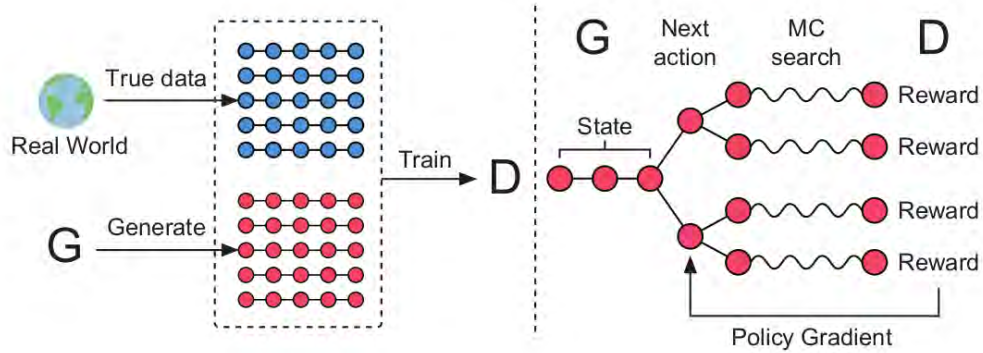 True data
Real World
G
Generate
Train
D
G
Next
action
MC
search
D
State
Reward
Reward
Reward
Reward
Policy Gradient